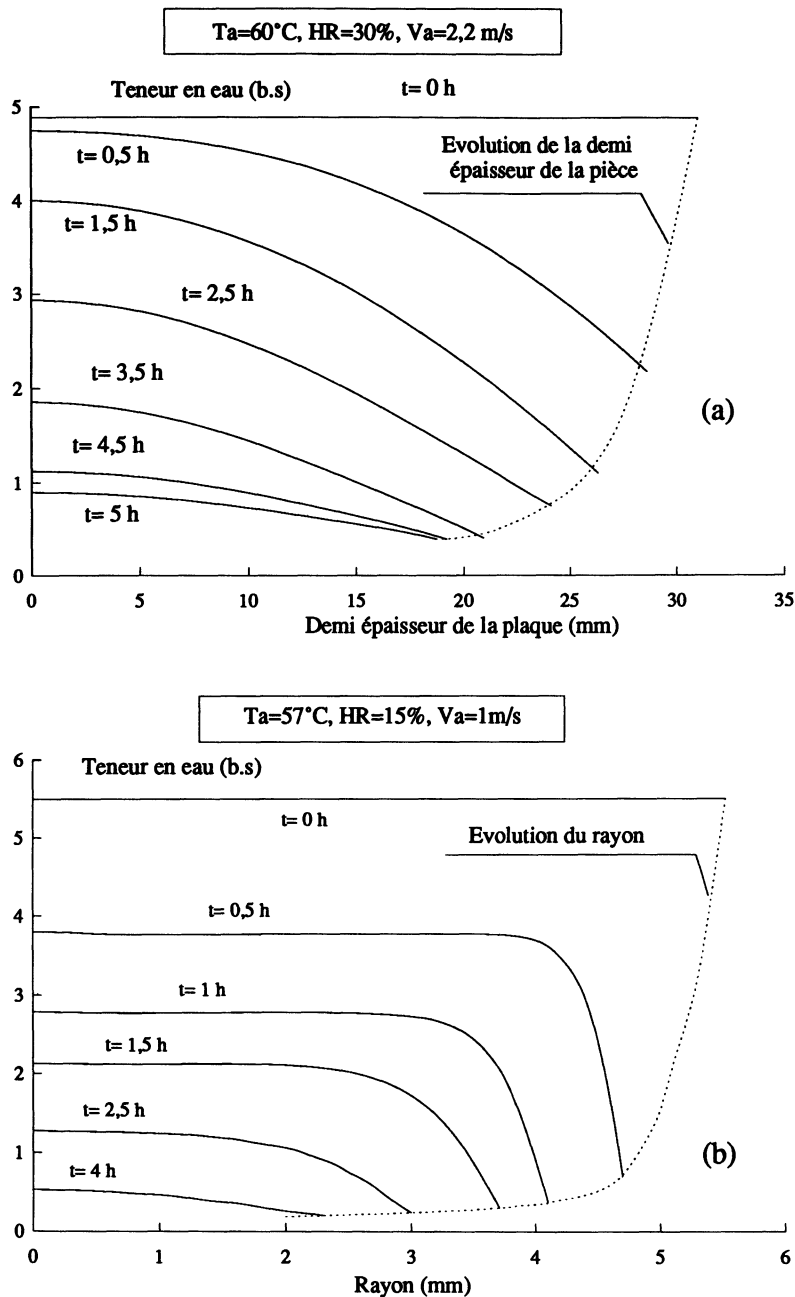 Ta=60°C, HR=30%, Va=2,2 m/s
Teneur en eau (b.s)
t= 0 h
5
4
3
2
1
0
t= 0,5 h
t= 1,5 h
t= 2,5 h
t= 3,5 h
t= 4,5 h
t= 5 h
Evolution de la demi
épaisseur de la pièce
(a)
0 5 10 15 20 25 30 35
Demi épaisseur de la plaque (mm)
Ta=57°C, HR=15%, Va=1m/s
Teneur en eau (b.s)
6
5
4
3
2
1
0
t= 0 h
Evolution du rayon
t= 0,5 h
t= 1 h
t= 1,5 h
t= 2,5 h
t= 4 h
(b)
0 1 2 3 4 5 6
Rayon (mm)